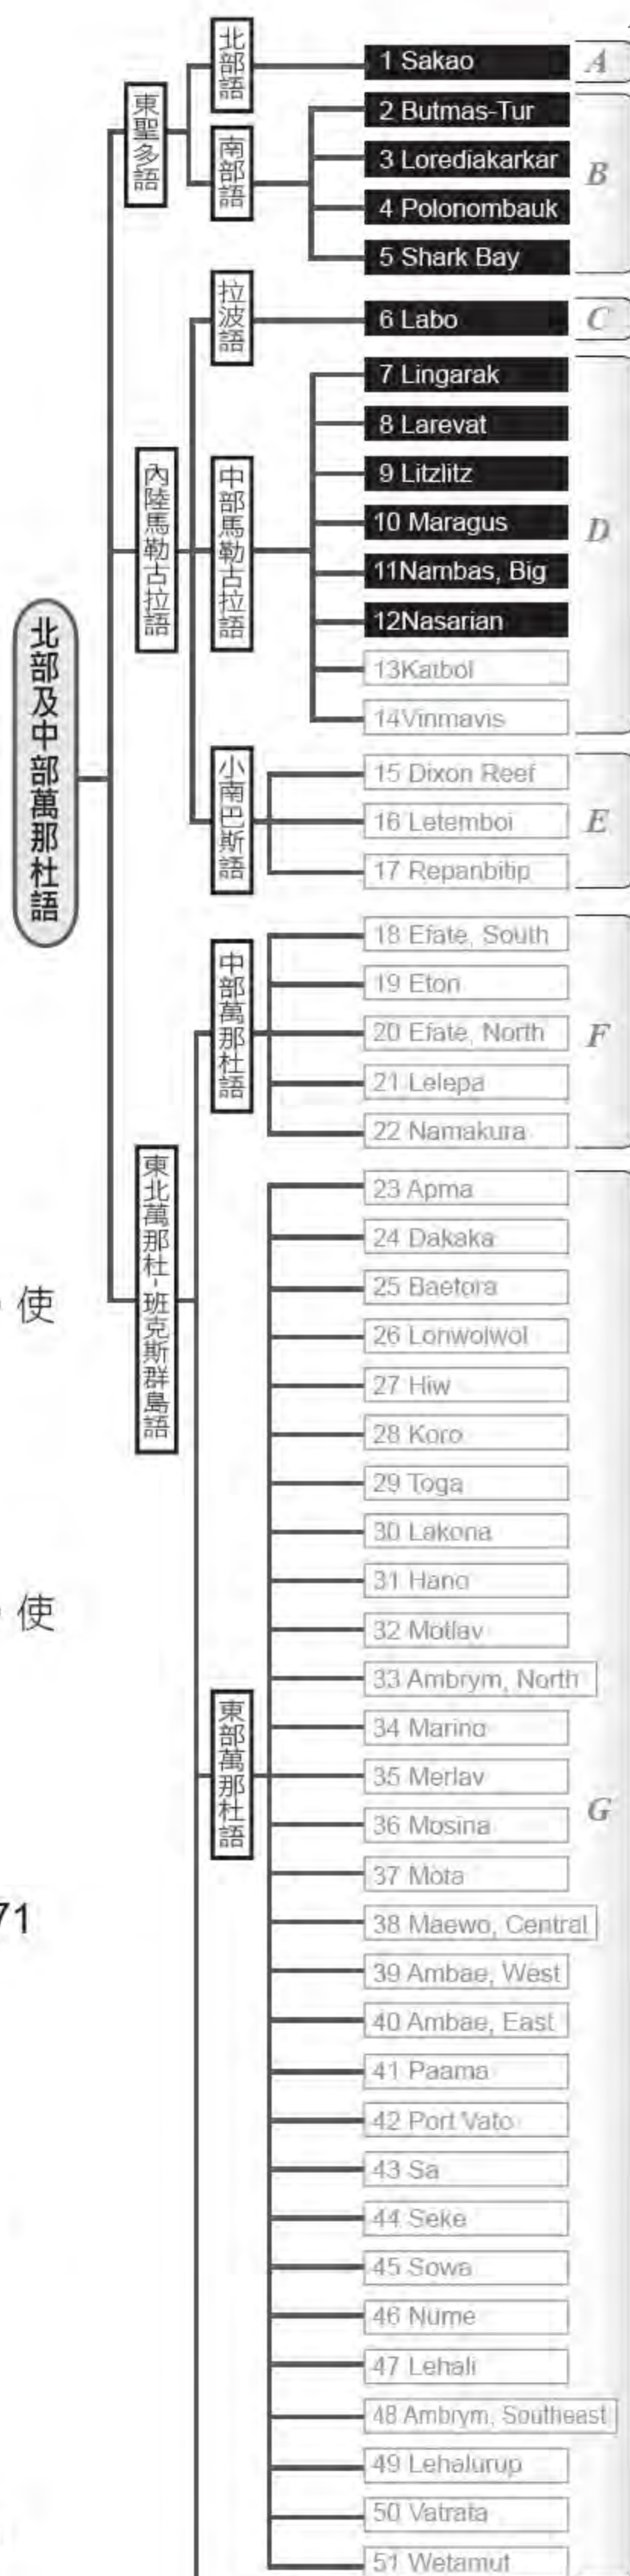 北部及中部萬那杜語
東聖多語
北部語
1 Sakao
A
南部語
2 Butmas-Tur
3 Lorediakarkar
4 Polonombauk
5 Shark Bay
B
內陸馬勒古拉語
拉波語
6 Labo
C
中部馬勒古拉語
7 Lingarak
8 Larevat
9 Litzlitz
10 Maragus
11Nambas, Big
12Nasarian
13Katbol
14Vinmavis
D
小南巴斯語
15 Dixon Reef
16 Letemboi
17 Repanbitip
E
東北萬那杜-班克斯群島語
中部萬那杜語
18 Efate, South
19 Eton
20 Efate, North
21 Lelepa
22 Namakura
F
東部萬那杜語
23 Apma
24 Dakaka
25 Baetora
26 Lonwolwol
27 Hiw
28 Koro
29 Toga
30 Lakona
31 Hano
32 Motlav
33 Ambrym, North
34 Marino
35 Merlav
36 Mosina
37 Mota
38 Maewo, Central
39 Ambae, West
40 Ambae, East
41 Paama
42 Port Vato
43 Sa
44 Seke
45 Sowa
46 Nume
47 Lehali
48 Ambrym, Southeast
49 Lehalurup
50 Vatrata
51 Wetamut
G
使
使
71